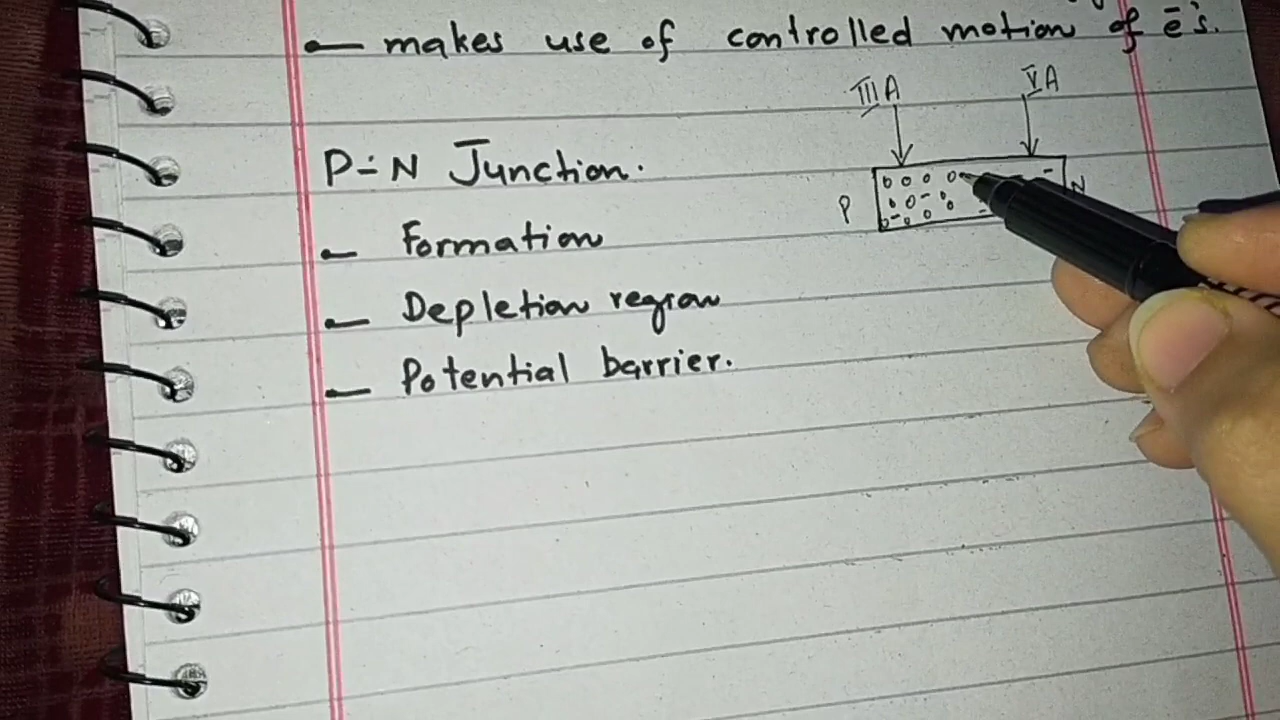 — makes use of controlled motion of ē's.
IIIA VA
P-N Junction.
P N
— Formation
— Depletion region
— Potential barrier.